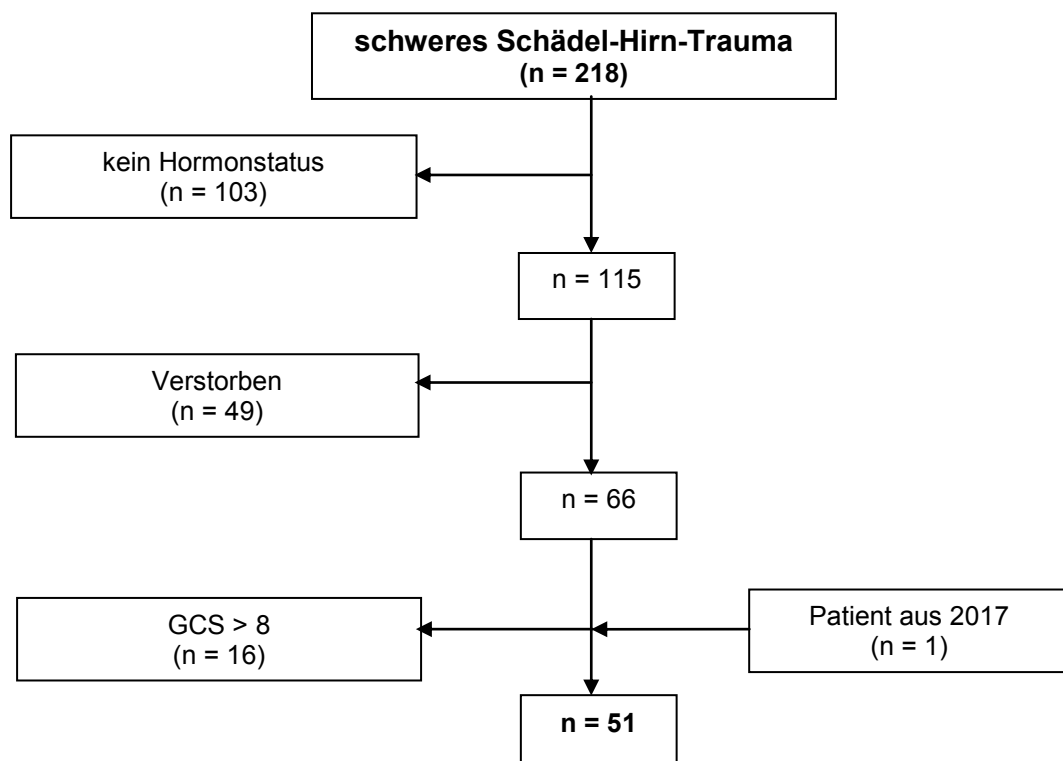 schweres Schädel-Hirn-Trauma
(n = 218)
kein Hormonstatus
(n = 103)
n = 115
Verstorben
(n = 49)
n = 66
GCS > 8
(n = 16)
Patient aus 2017
(n = 1)
n = 51